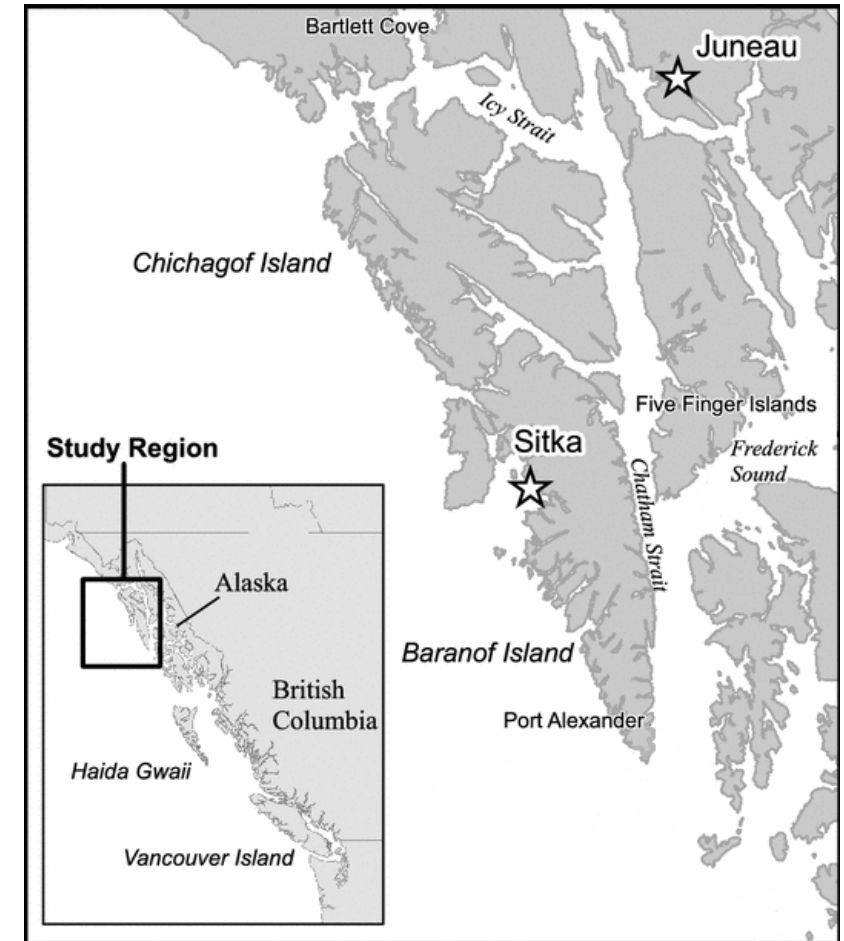 Bartlett Cove
Juneau
Icy Strait
Chichagof Island
Five Finger Islands
Sitka
Frederick
Sound
Chatham Strait
Study Region
Alaska
Baranof Island
British
Columbia
Port Alexander
Haida Gwaii
Vancouver Island